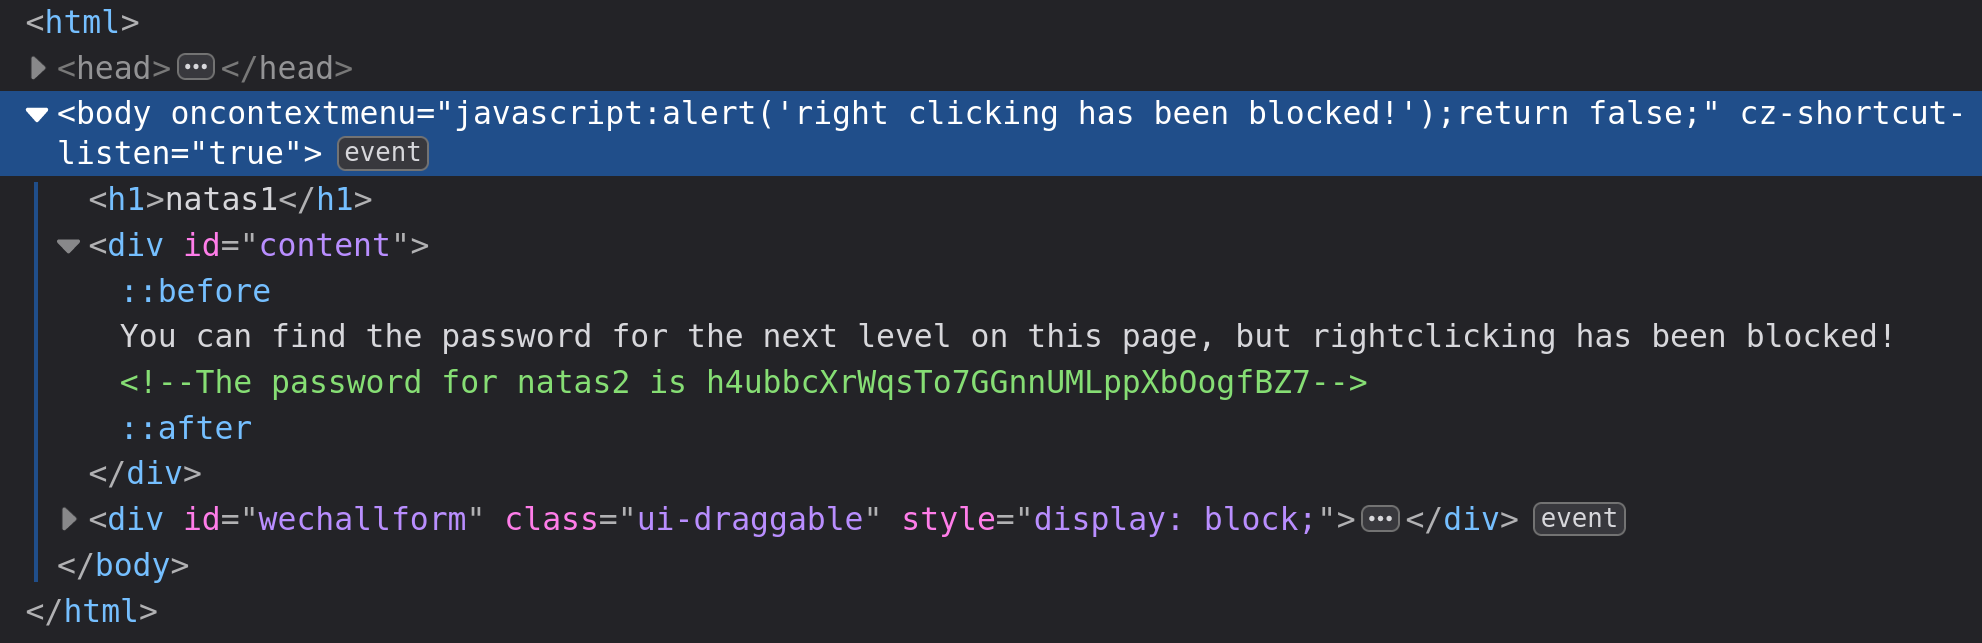 <html>
<head>•••</head>
<body oncontextmenu="javascript:alert('right clicking has been blocked!');return false;" cz-shortcut-
listen="true"> event
<h1>natas1</h1>
<div id="content">
::before
You can find the password for the next level on this page, but rightclicking has been blocked!
<!--The password for natas2 is h4ubbcXrWqsTo7GGnnUMLppXbOogfBZ7-->
::after
</div>
<div id="wechallform" class="ui-draggable" style="display: block;">•••</div> event
</body>
</html>